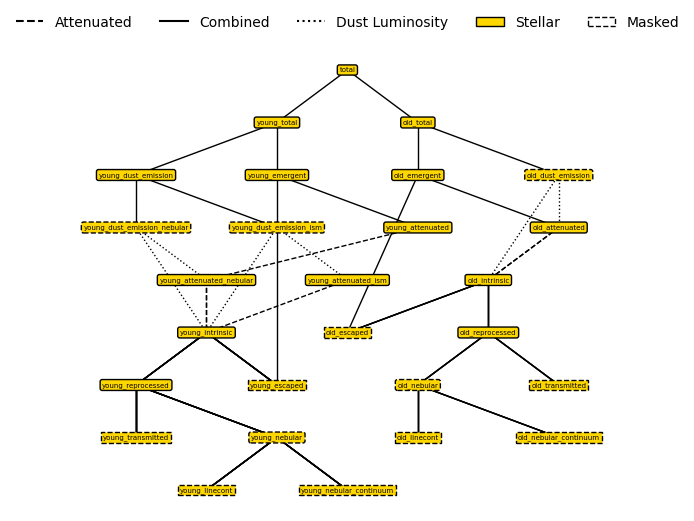 Attenuated Combined Dust Luminosity Stellar Masked
total
young_total old_total
young_dust_emission young_emergent old_emergent old_dust_emission
young_dust_emission_nebular young_dust_emission_ism young_attenuated old_attenuated
young_attenuated_nebular young_attenuated_ism old_intrinsic
young_intrinsic old_escaped old_reprocessed
young_reprocessed young_escaped old_nebular old_transmitted
young_transmitted young_nebular old_linecont old_nebular_continuum
young_linecont young_nebular_continuum